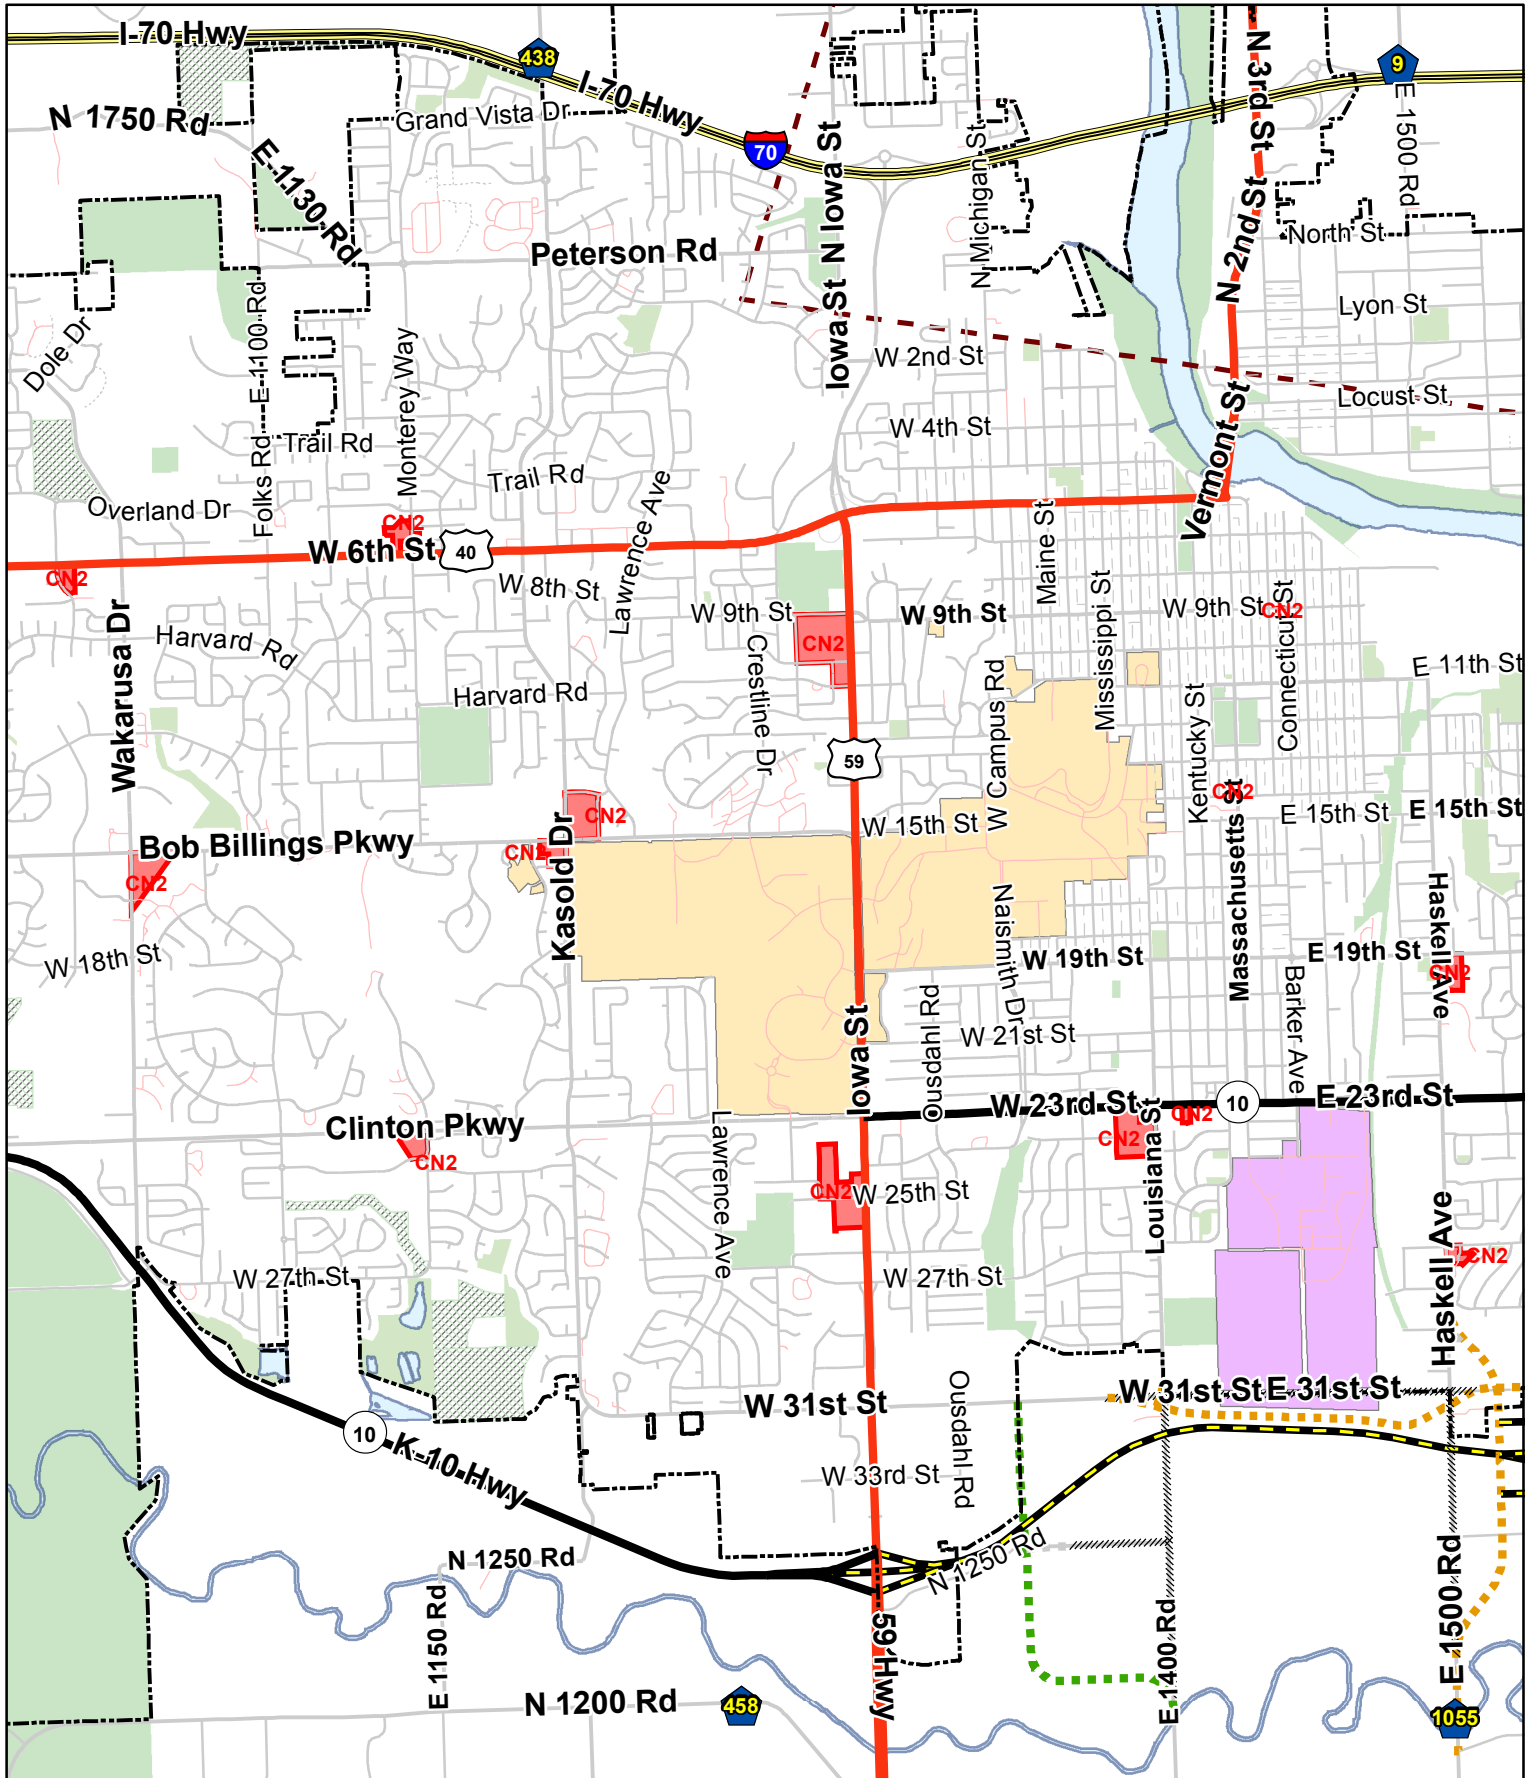 I-70 Hwy
438
I-70 Hwy
N 3rd St
9
N 1750 Rd
Grand Vista Dr
E 1130 Rd
70
N Iowa St
N Michigan St
E 1500 Rd
Peterson Rd
North St
N 2nd St
Iowa St
Lyon St
Dole Dr
E 1100 Rd
Monterey Way
W 2nd St
Locust St
Vermont St
W 4th St
Trail Rd
Folks Rd
Trail Rd
Overland Dr
Lawrence Ave
Maine St
CN2
W 6th St
40
CN2
W 8th St
W 9th St
W 9th St
Mississippi St
W 9th St
CN2
Connecticut St
Wakarusa Dr
Harvard Rd
Crestline Dr
CN2
E 11th St
Harvard Rd
W Campus Rd
Kentucky St
59
CN2
CN2
W 15th St
E 15th St
E 15th St
Bob Billings Pkwy
CN2
Kasold Dr
CN2
Massachusetts St
Haskell Ave
Naismith Dr
W 18th St
W 19th St
E 19th St
CN2
Barker Ave
Ousdahl Rd
Iowa St
W 21st St
W 23rd St
10
E 23rd St
Clinton Pkwy
CN2
CN2
CN2
Lawrence Ave
Louisiana St
CN2
W 25th St
Haskell Ave
CN2
W 27th St
W 27th St
W 31st St
Ousdahl Rd
W 31st St
E 31st St
10
K-10 Hwy
W 33rd St
N 1250 Rd
N 1250 Rd
E 1500 Rd
E 1150 Rd
59 Hwy
E 1400 Rd
N 1200 Rd
458
1055